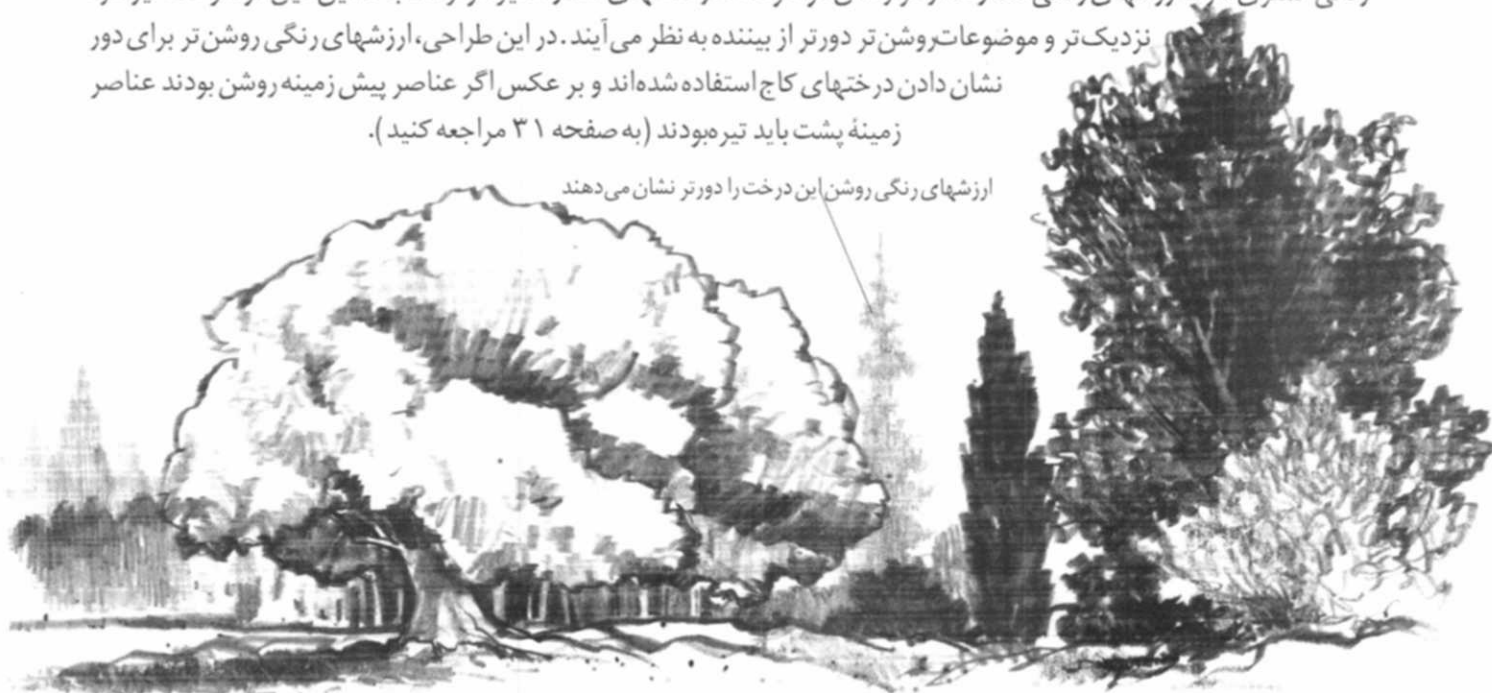 نزدیک‌تر و موضوعات روشن‌تر دورتر از بیننده به نظر می‌آیند. در این طراحی، ارزشهای رنگی روشن‌تر برای دور
نشان دادن درختهای کاج استفاده شده‌اند و بر عکس اگر عناصر پیش زمینه روشن بودند عناصر
زمینهٔ پشت باید تیره‌بودند (به صفحه ۳۱ مراجعه کنید).
ارزشهای رنگی روشن این درخت را دورتر نشان می‌دهند